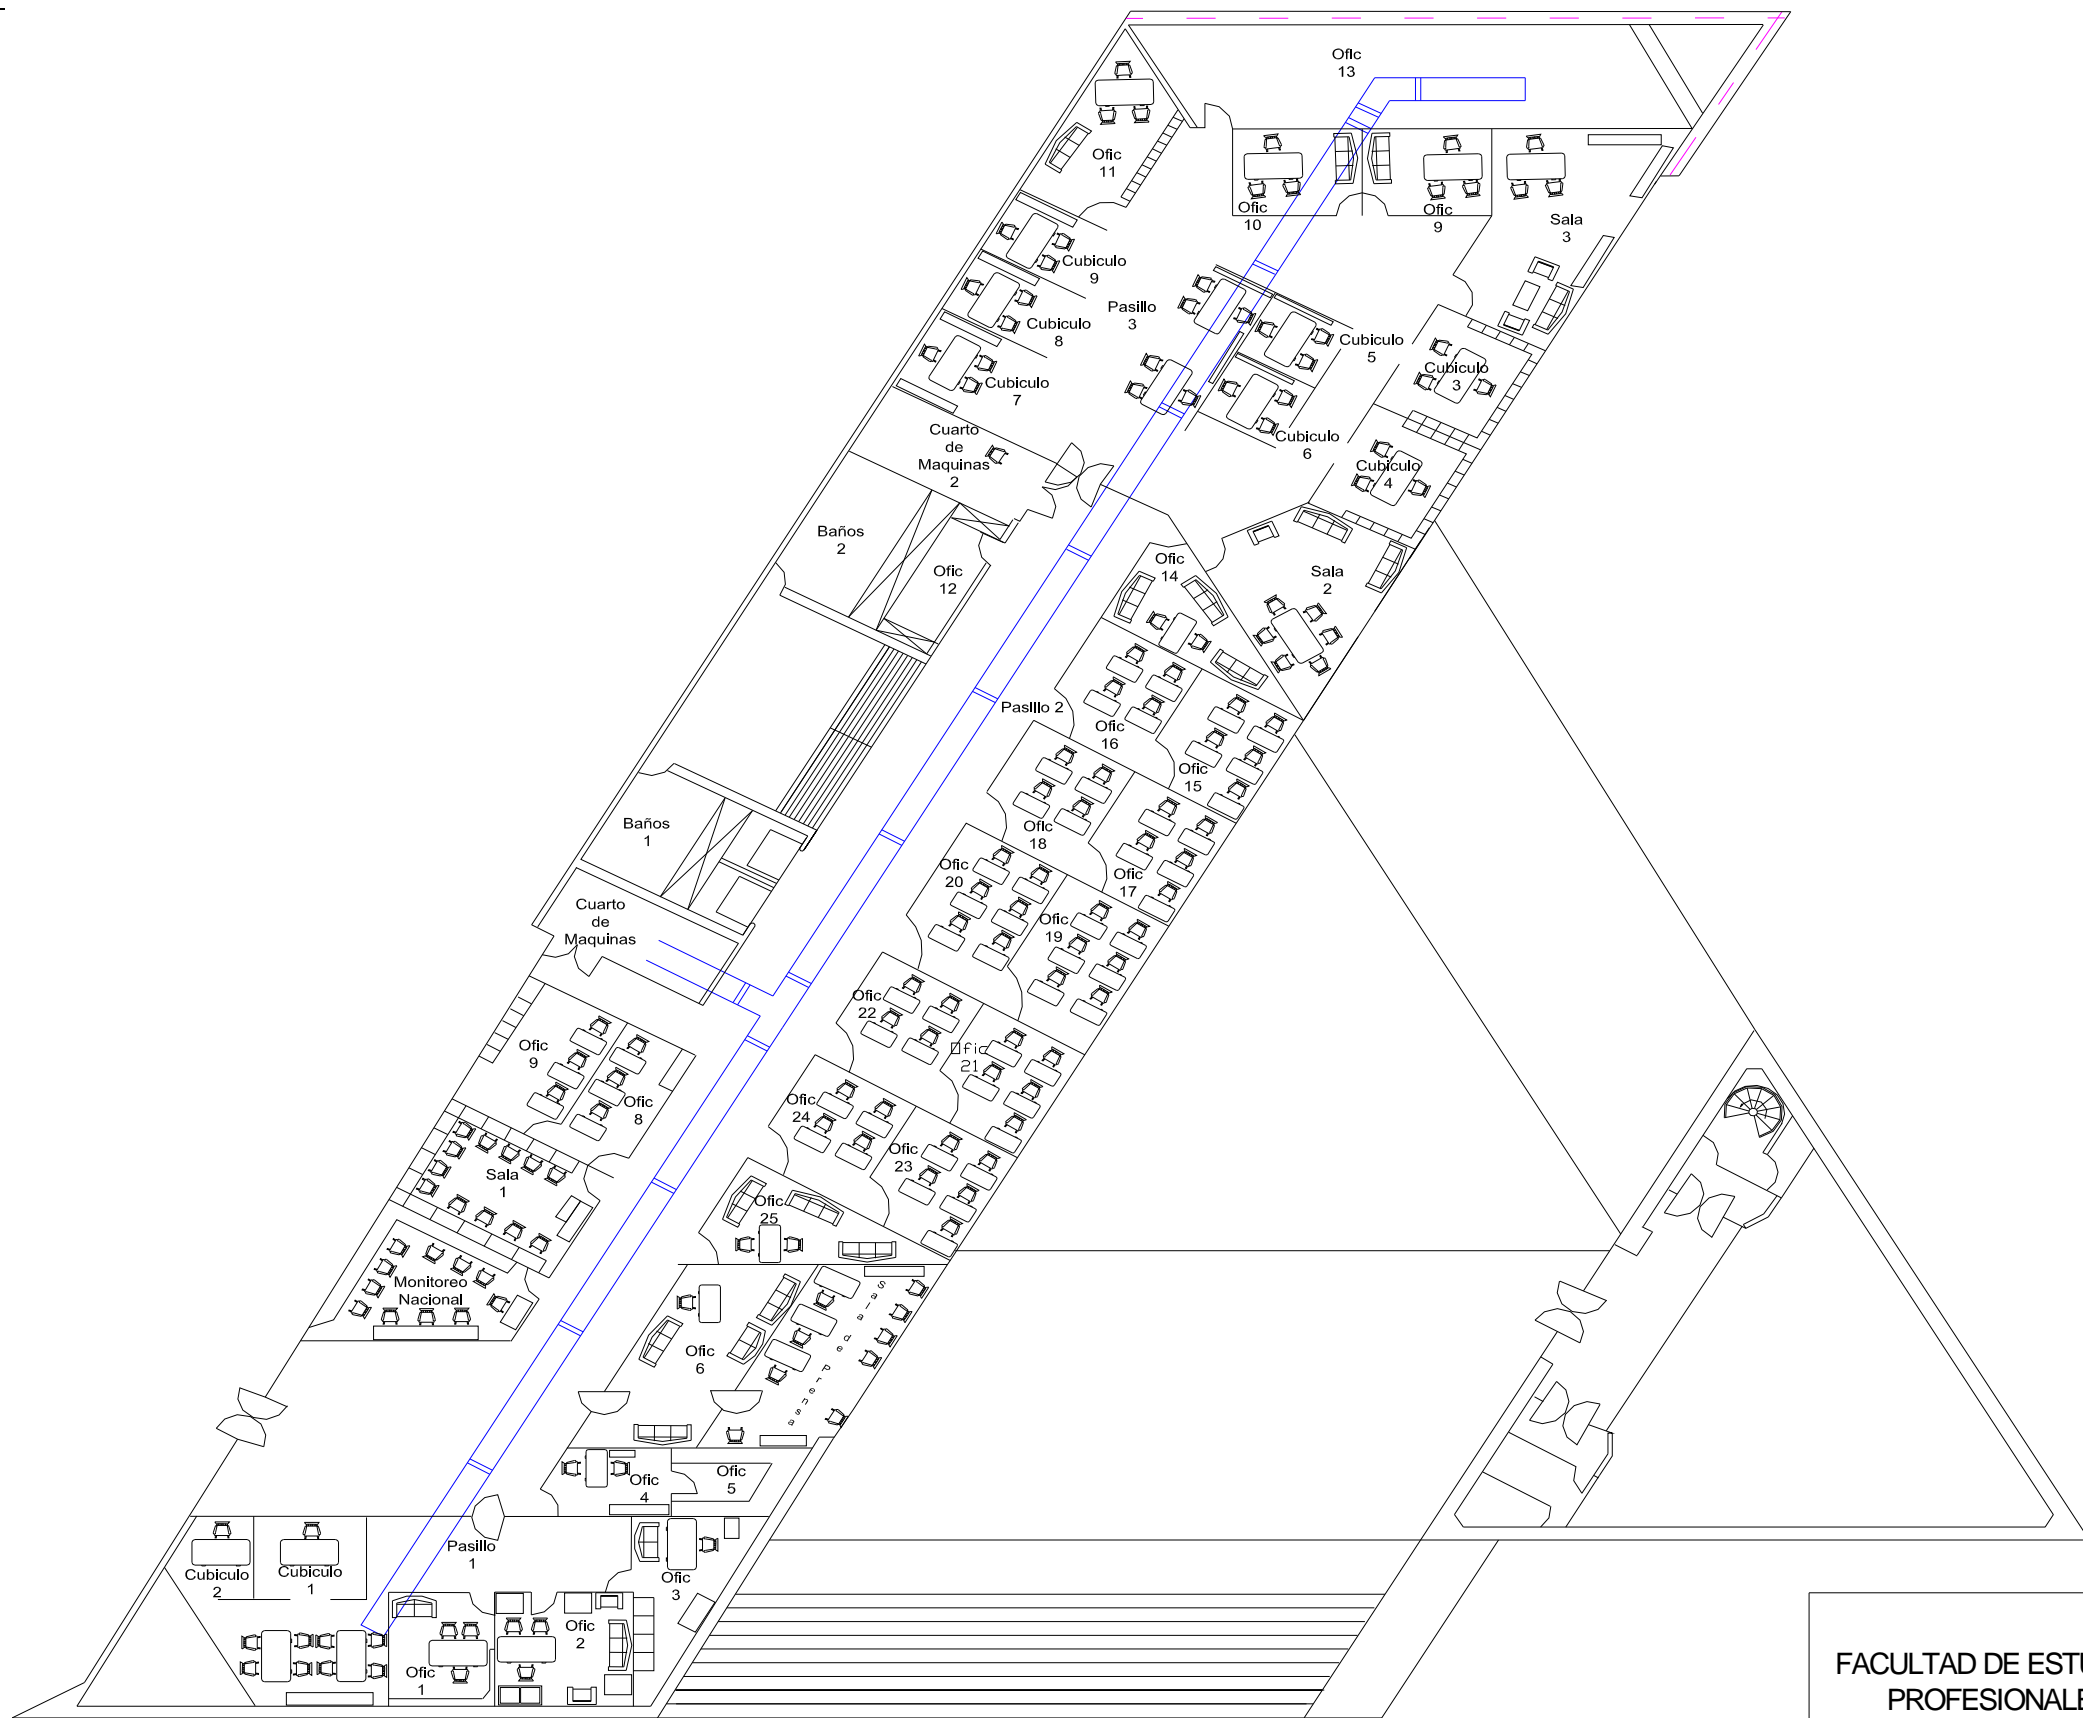 Ofic
13
Ofic
11
Ofic
10
Ofic
9
Sala
3
Cubiculo
9
Cubiculo
8
Pasillo
3
Cubiculo
7
Cubiculo
5
Cubiculo
3
Cubiculo
6
Cubiculo
4
Cuarto
de
Maquinas
2
Baños
2
Ofic
12
Ofic
14
Sala
2
Pasillo 2
Ofic
16
Ofic
15
Ofic
18
Ofic
17
Baños
1
Ofic
20
Ofic
19
Cuarto
de
Maquinas
Ofic
22
Ofic
21
Ofic
9
Ofic
8
Ofic
24
Ofic
23
Sala
1
Ofic
25
Monitoreo
Nacional
Sala de Prensa
Ofic
6
Ofic
4
Ofic
5
Pasillo
1
Cubiculo
2
Cubiculo
1
Ofic
3
Ofic
2
Ofic
1
FACULTAD DE ESTU
PROFESIONALE